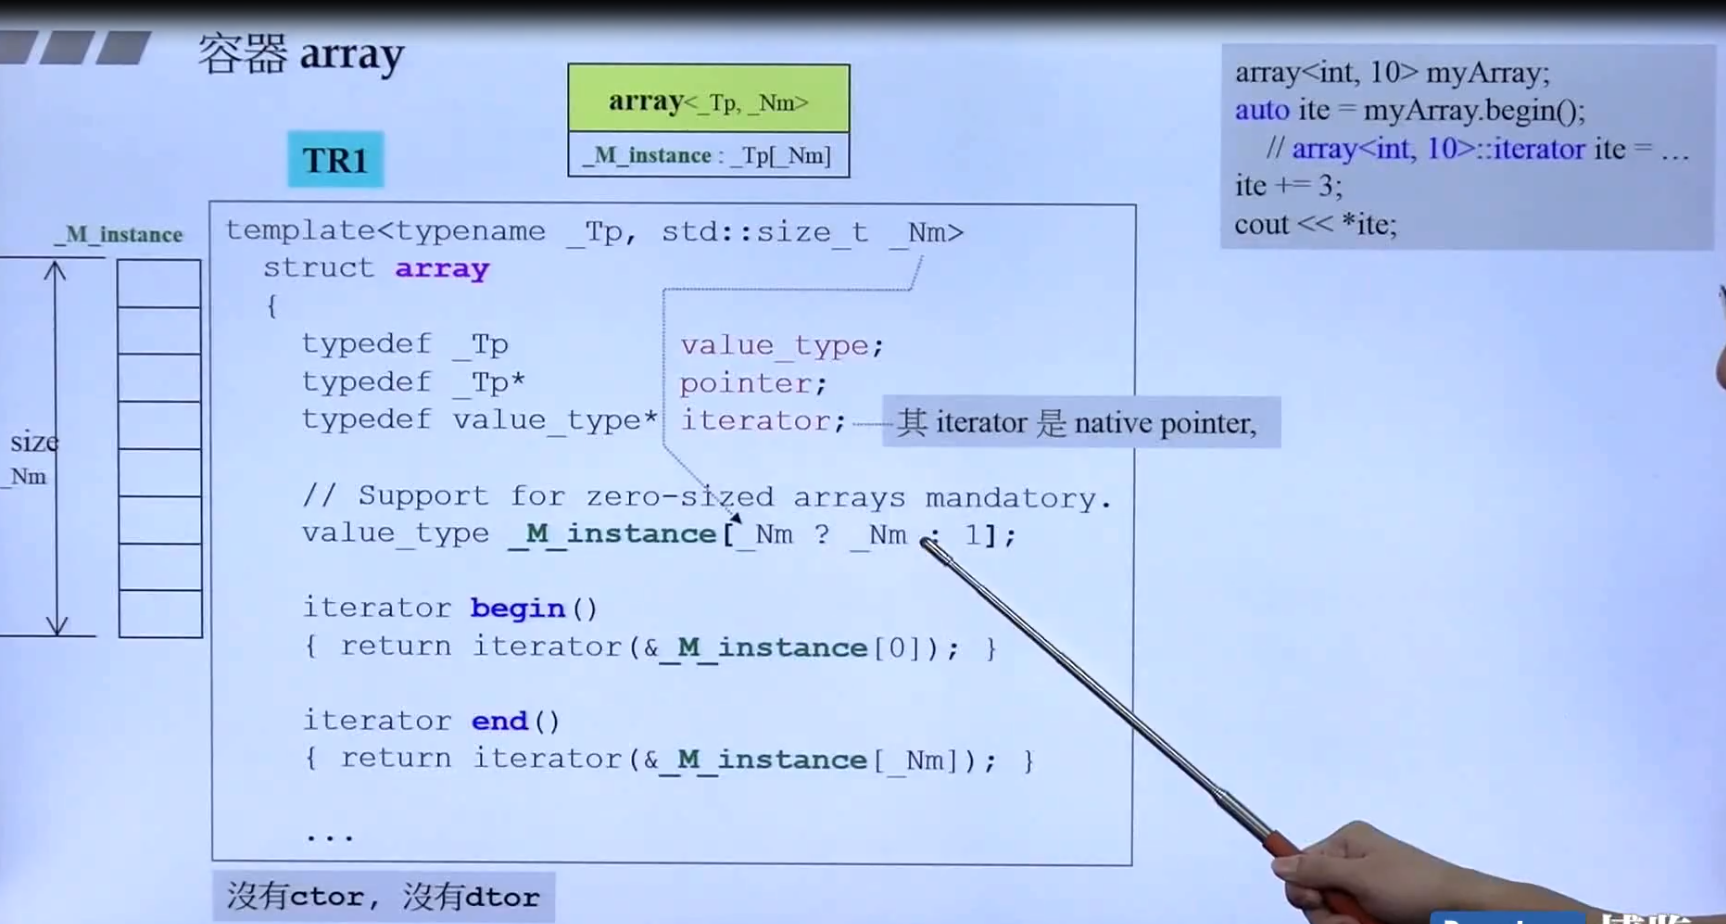 容器 array
array<_Tp, _Nm>
_M_instance : _Tp[_Nm]
TR1
array<int, 10> myArray;
auto ite = myArray.begin();
// array<int, 10>::iterator ite = ...
ite += 3;
cout << *ite;
_M_instance
size
_Nm
template<typename _Tp, std::size_t _Nm>
struct array
{
typedef _Tp value_type;
typedef _Tp* pointer;
typedef value_type* iterator;
其 iterator 是 native pointer,
// Support for zero-sized arrays mandatory.
value_type _M_instance[_Nm ? _Nm : 1];
iterator begin()
{ return iterator(&_M_instance[0]); }
iterator end()
{ return iterator(&_M_instance[_Nm]); }
...
沒有ctor, 沒有dtor